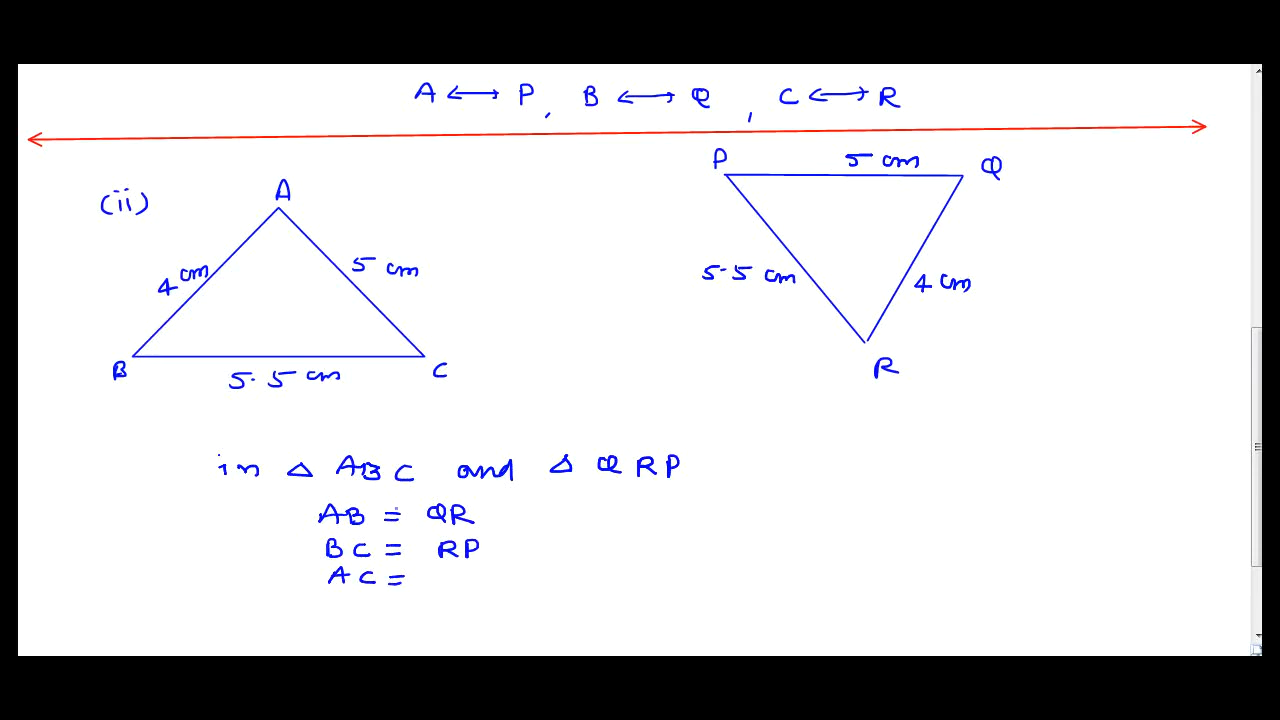 A ↔ P, B ↔ Q, C ↔ R
P 5 cm Q
(ii) A
4 cm 5 cm
5.5 cm 4 cm
B 5.5 cm C
R
in Δ ABC and Δ QRP
AB = QR
BC = RP
AC =